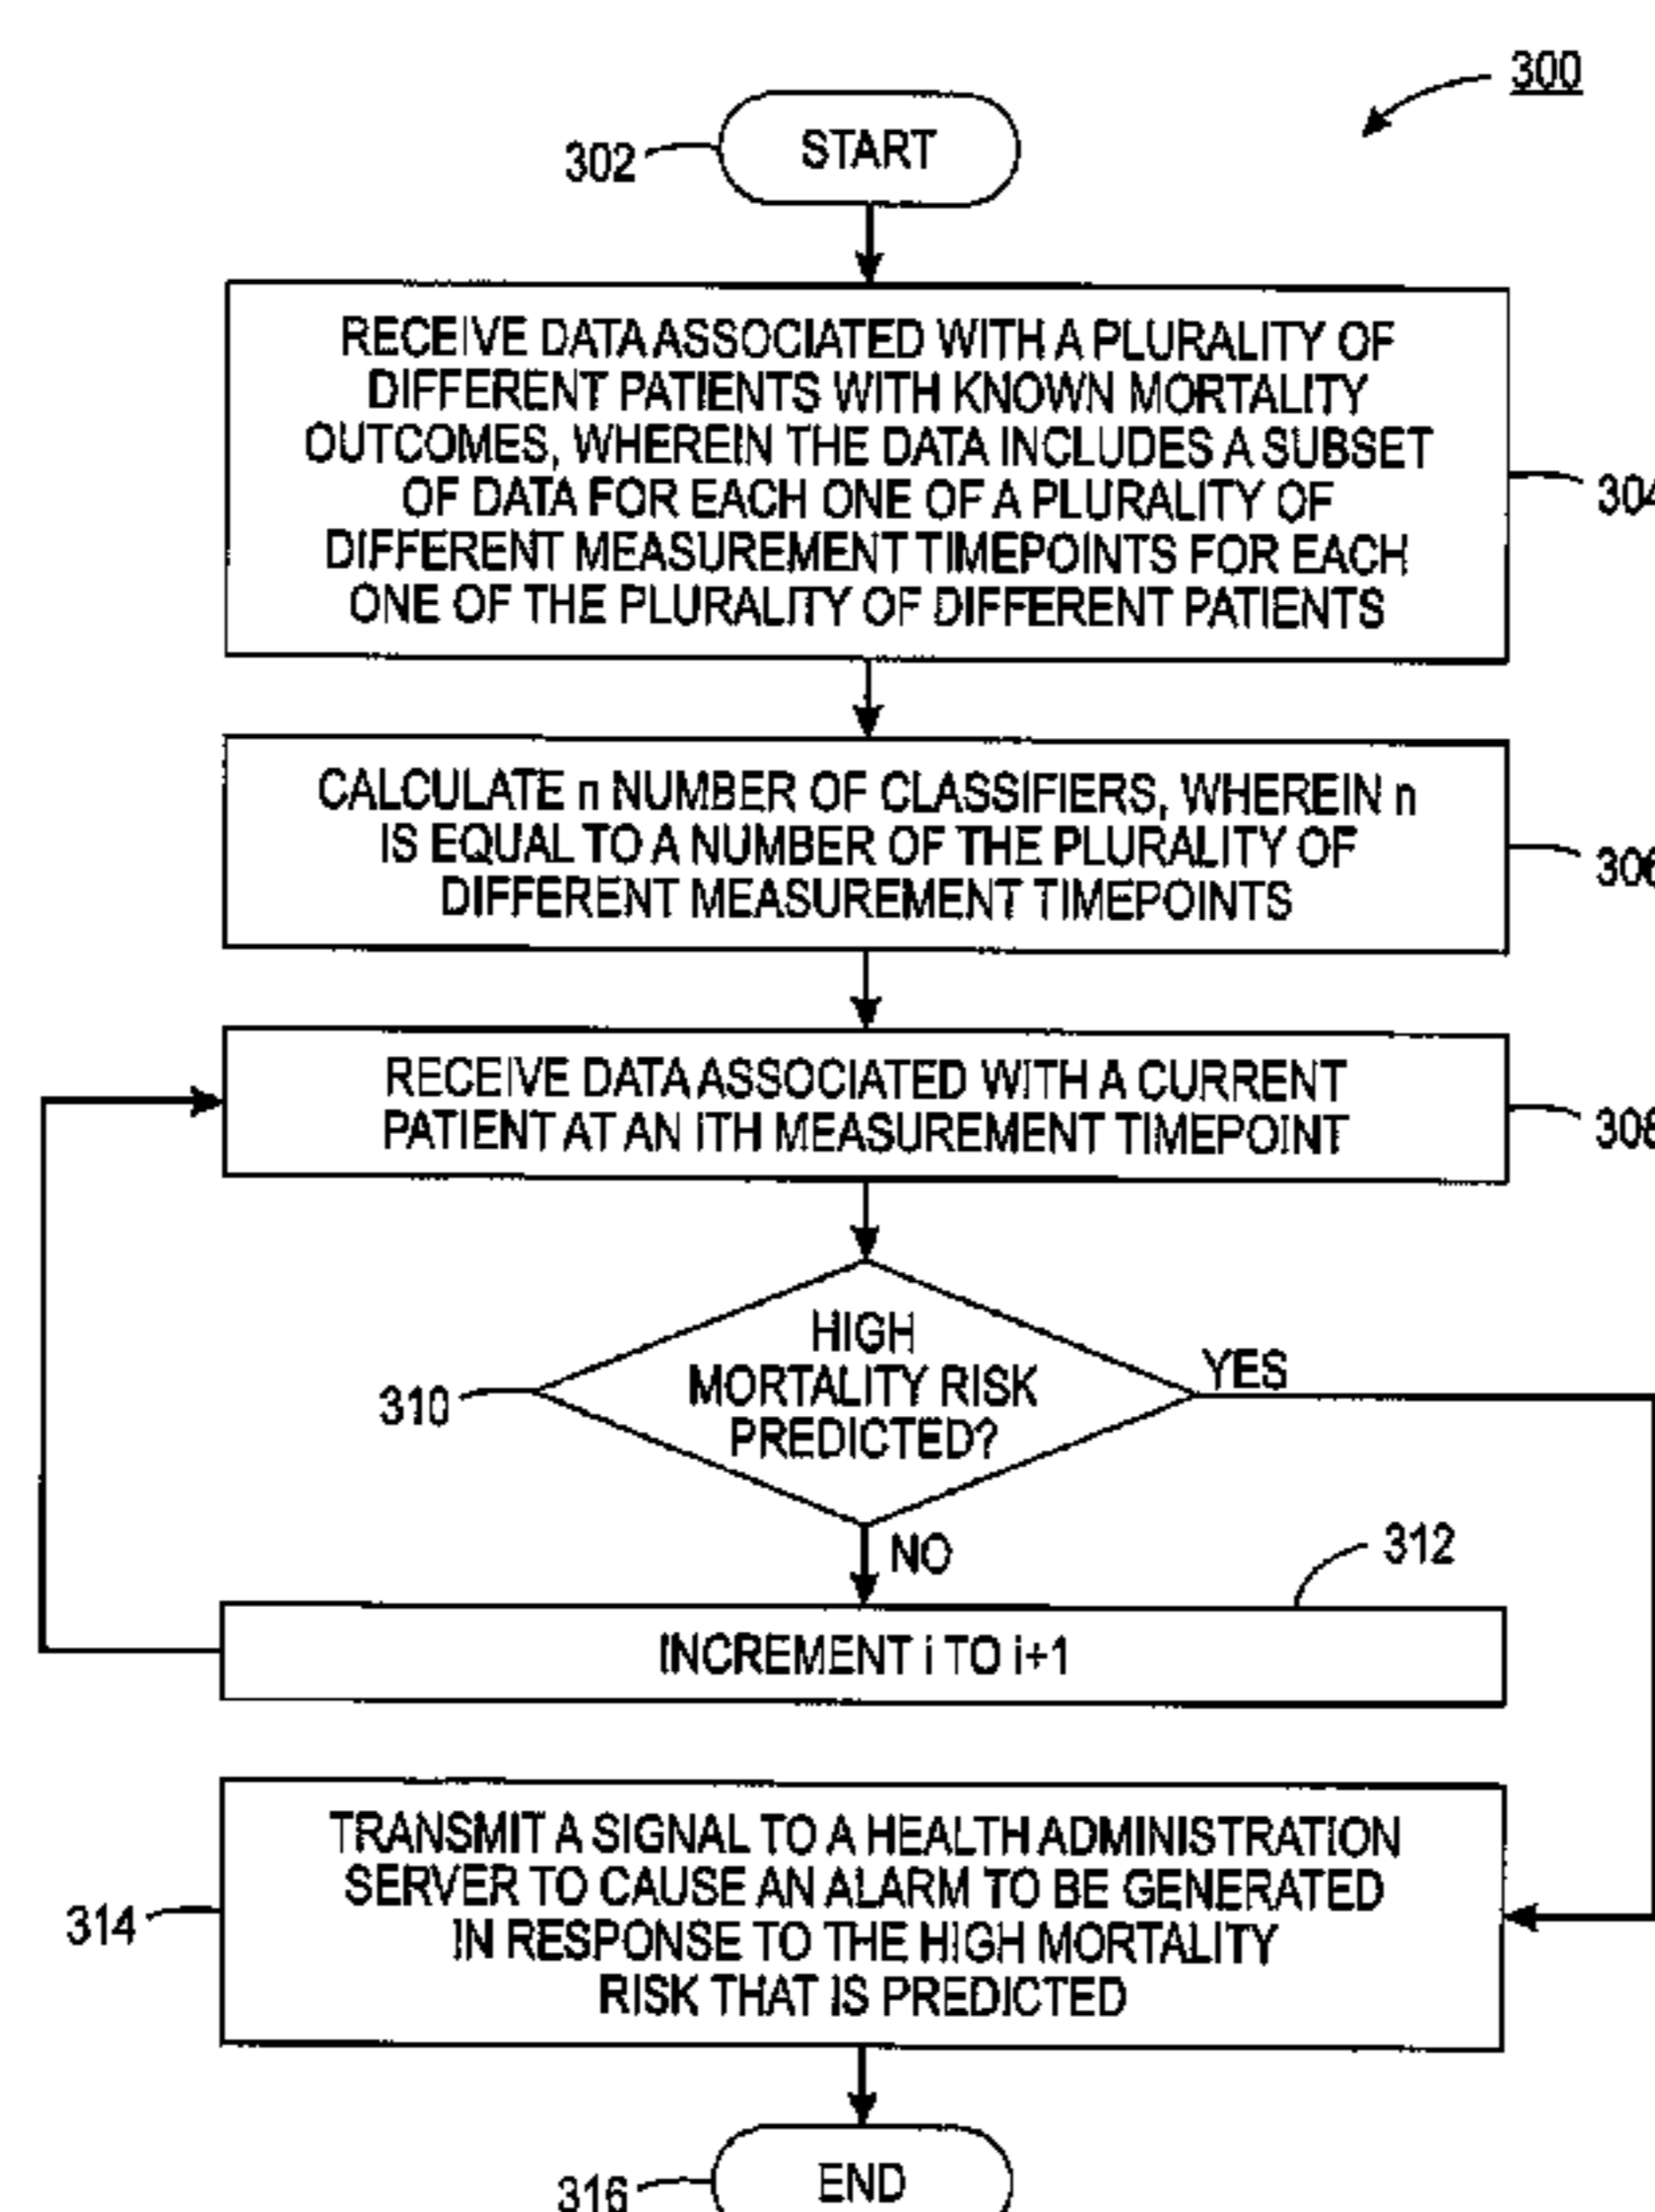 300
302
START
RECEIVE DATA ASSOCIATED WITH A PLURALITY OF
DIFFERENT PATIENTS WITH KNOWN MORTALITY
OUTCOMES, WHEREIN THE DATA INCLUDES A SUBSET
OF DATA FOR EACH ONE OF A PLURALITY OF
DIFFERENT MEASUREMENT TIMEPOINTS FOR EACH
ONE OF THE PLURALITY OF DIFFERENT PATIENTS
304
CALCULATE n NUMBER OF CLASSIFIERS, WHEREIN n
IS EQUAL TO A NUMBER OF THE PLURALITY OF
DIFFERENT MEASUREMENT TIMEPOINTS
306
RECEIVE DATA ASSOCIATED WITH A CURRENT
PATIENT AT AN iTH MEASUREMENT TIMEPOINT
308
HIGH
MORTALITY RISK
PREDICTED?
YES
310
NO
312
INCREMENT i TO i+1
TRANSMIT A SIGNAL TO A HEALTH ADMINISTRATION
SERVER TO CAUSE AN ALARM TO BE GENERATED
IN RESPONSE TO THE HIGH MORTALITY
RISK THAT IS PREDICTED
314
END
316